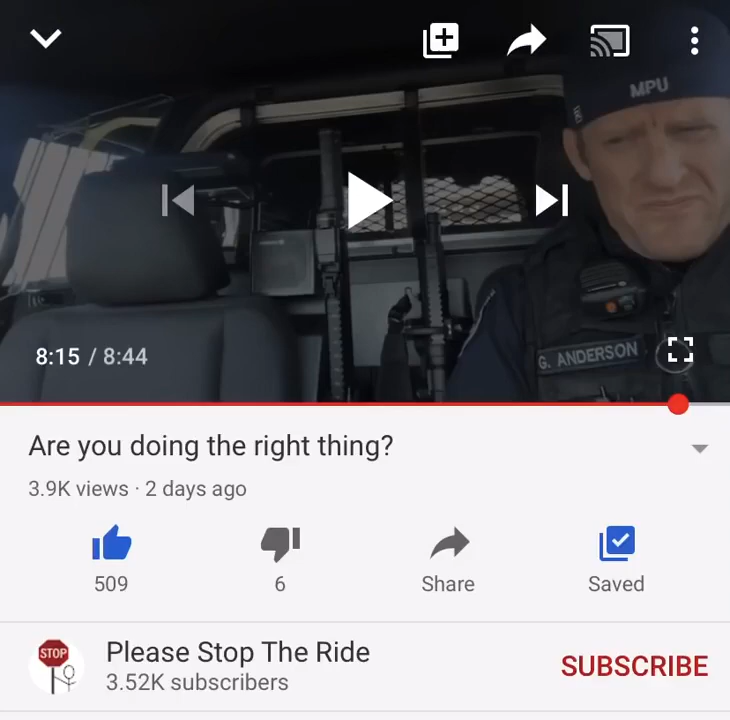 MPU
8:15 / 8:44
G. ANDERSON
Are you doing the right thing?
3.9K views · 2 days ago
509
6
Share
Saved
STOP
Please Stop The Ride
3.52K subscribers
SUBSCRIBE